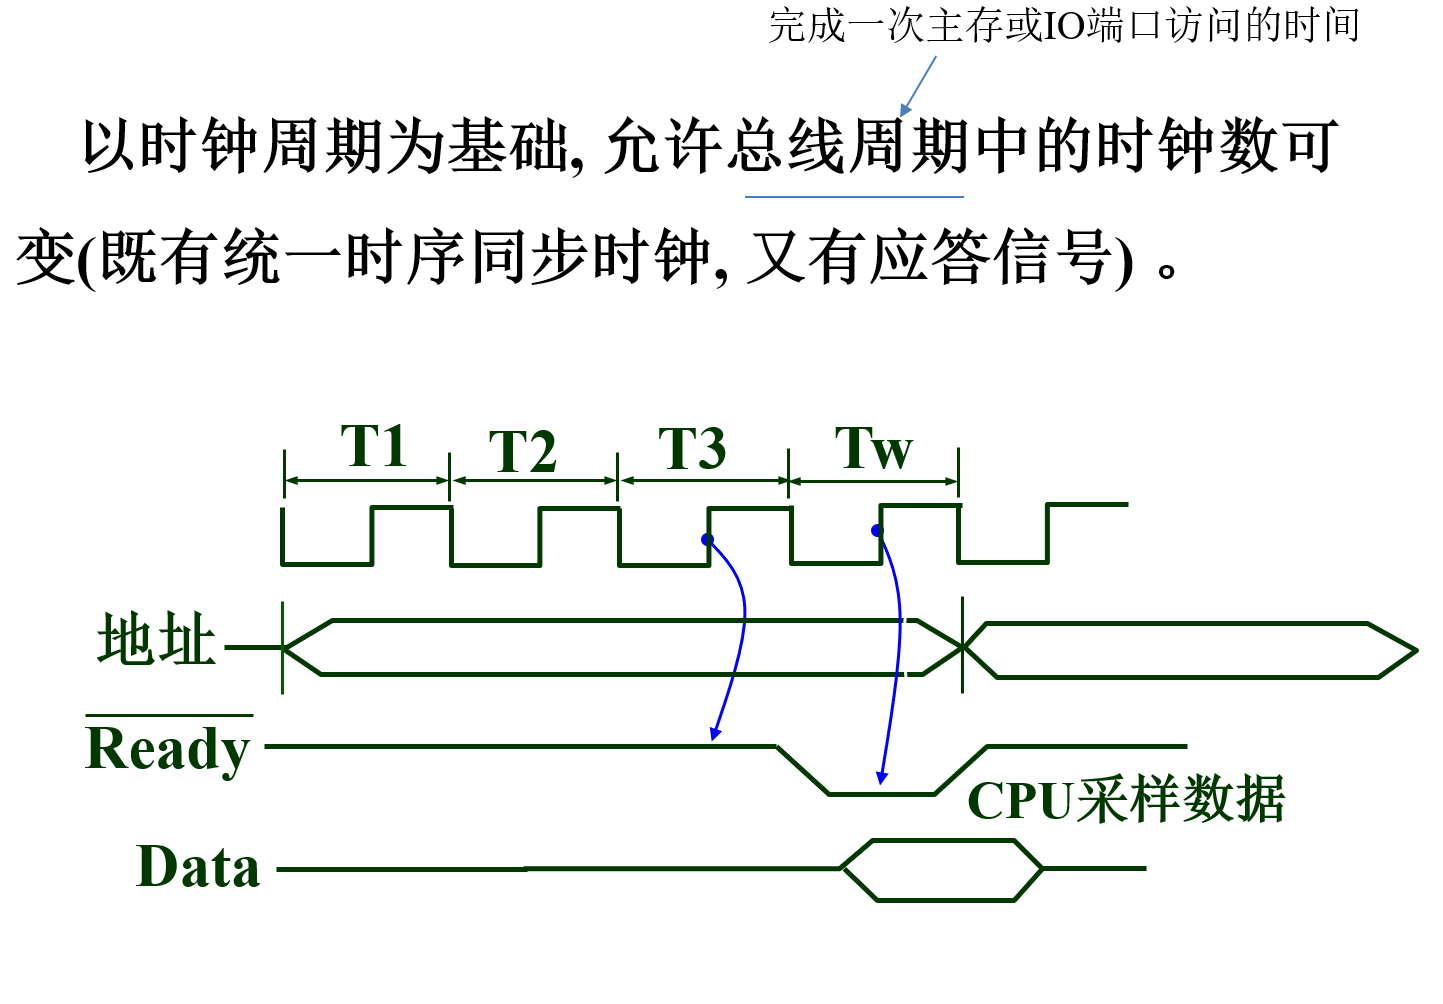 完成一次主存或IO端口访问的时间
以时钟周期为基础, 允许总线周期中的时钟数可
变(既有统一时序同步时钟, 又有应答信号) 。
T1 T2 T3 Tw
地址
Ready
CPU采样数据
Data